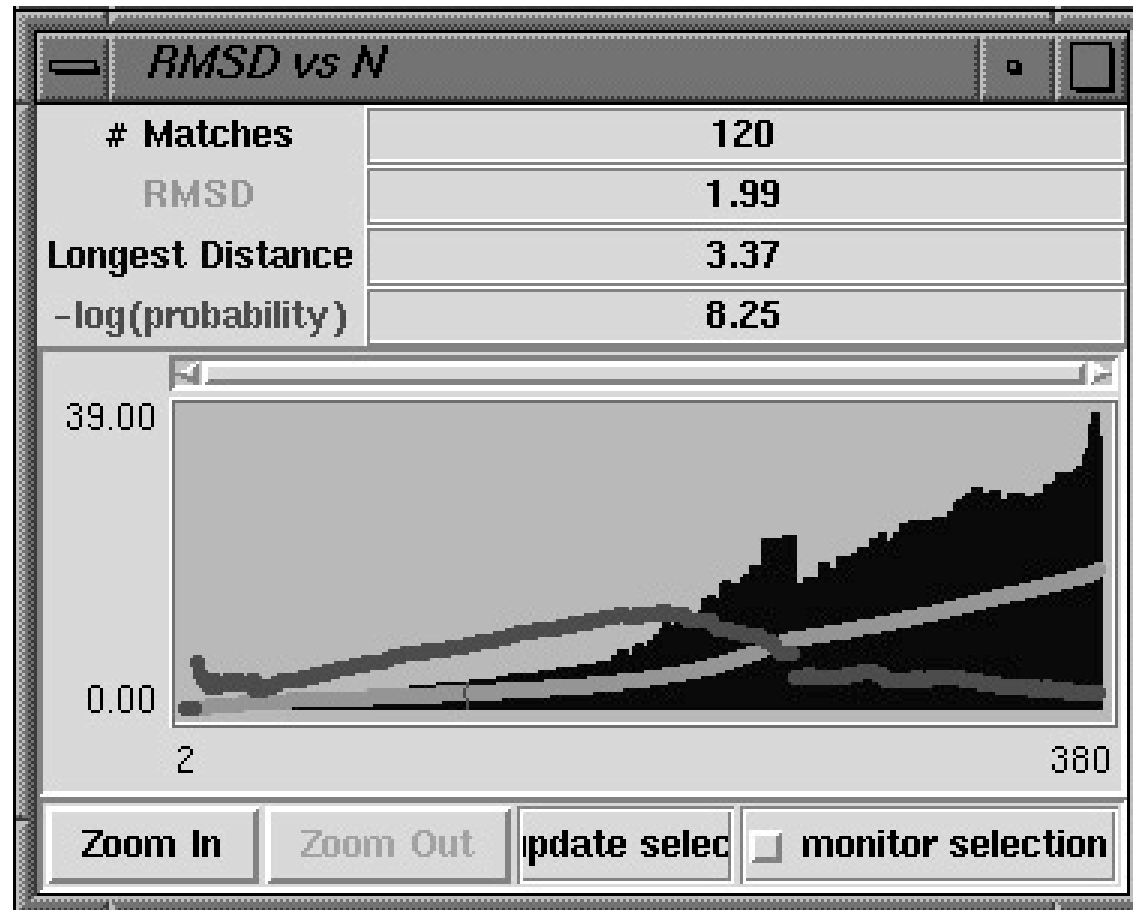 RMSD vs N
# Matches 120
RMSD 1.99
Longest Distance 3.37
-log(probability) 8.25
39.00
0.00
2 380
Zoom In Zoom Out pdate selec monitor selection